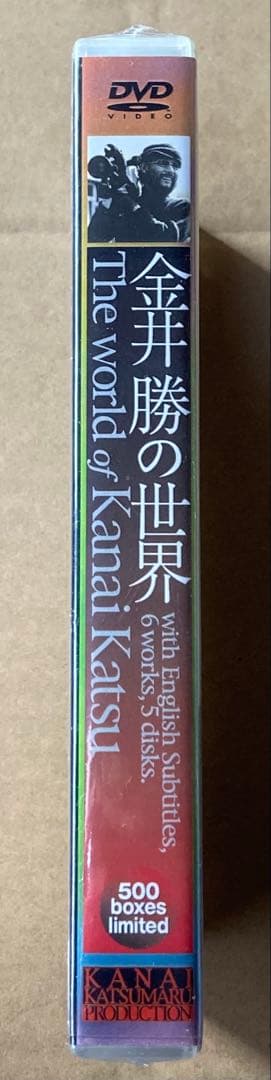 DVD
VIDEO
金井 勝の世界
The world of Kanai Katsu
with English Subtitles,
6 works, 5 disks.
500
boxes
limited
KANAI
KATSUMARU
PRODUCTION